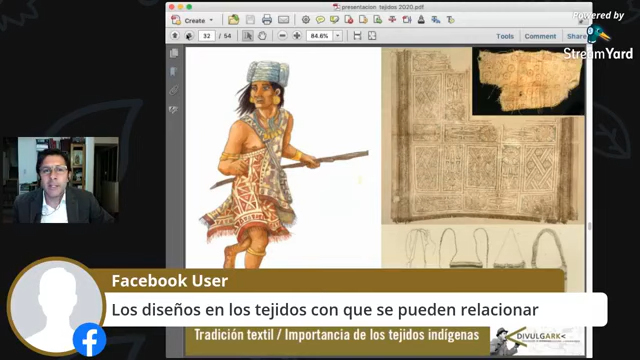 presentacion tejidos 2020.pdf
Create
32 / 54
84.6%
Tools
Comment
Share
Powered by
StreamYard
Facebook User
Los diseños en los tejidos con que se pueden relacionar
Tradición textil / Importancia de los tejidos indígenas
DIVULGARK